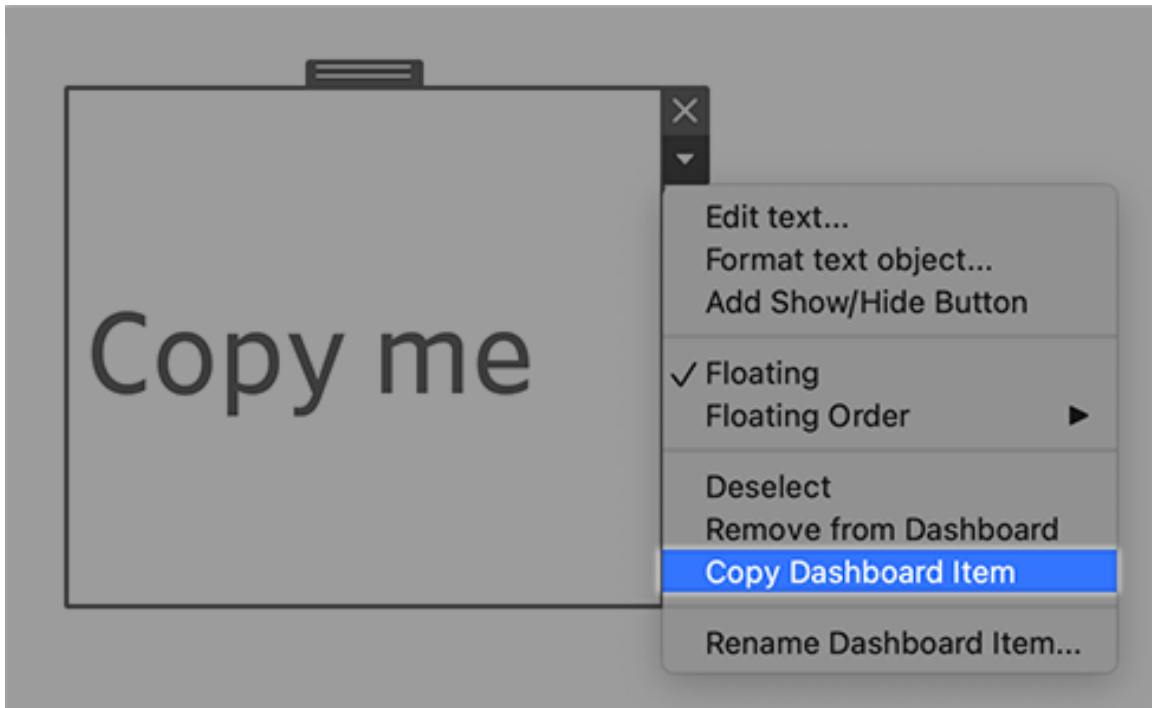 Copy me
Edit text...
Format text object...
Add Show/Hide Button
Floating
Floating Order
Deselect
Remove from Dashboard
Copy Dashboard Item
Rename Dashboard Item...